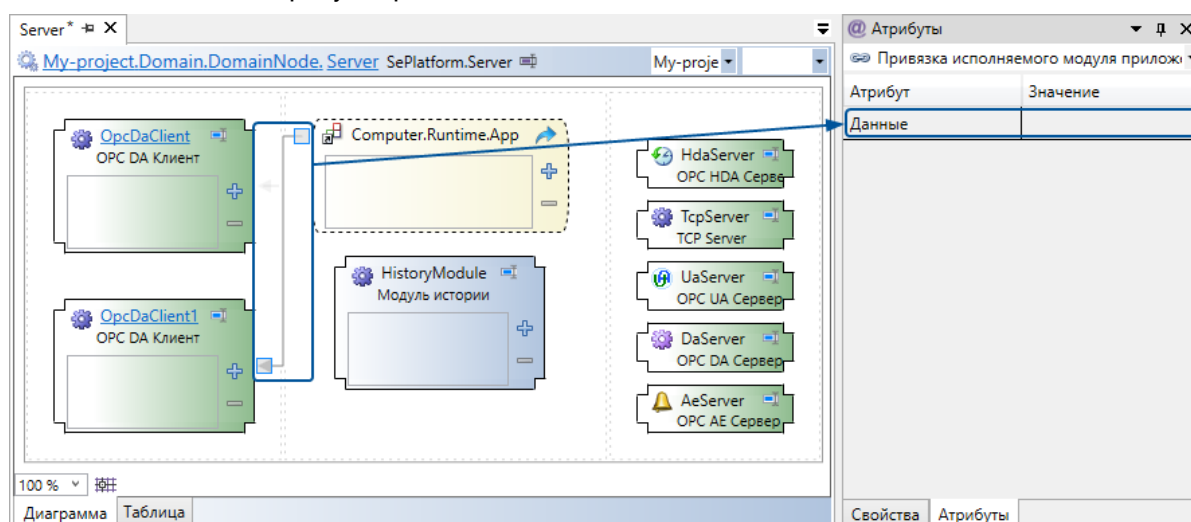 Server*
My-project.Domain.DomainNode. Server SePlatform.Server
My-proje
OpcDaClient
OPC DA Клиент
Computer.Runtime.App
HdaServer
OPC HDA Серве
TcpServer
TCP Server
HistoryModule
Модуль истории
UaServer
OPC UA Сервер
OpcDaClient1
OPC DA Клиент
DaServer
OPC DA Сервер
AeServer
OPC AE Сервер
100 %
Диаграмма Таблица
Атрибуты
Привязка исполняемого модуля прилож
Атрибут Значение
Данные
Свойства Атрибуты